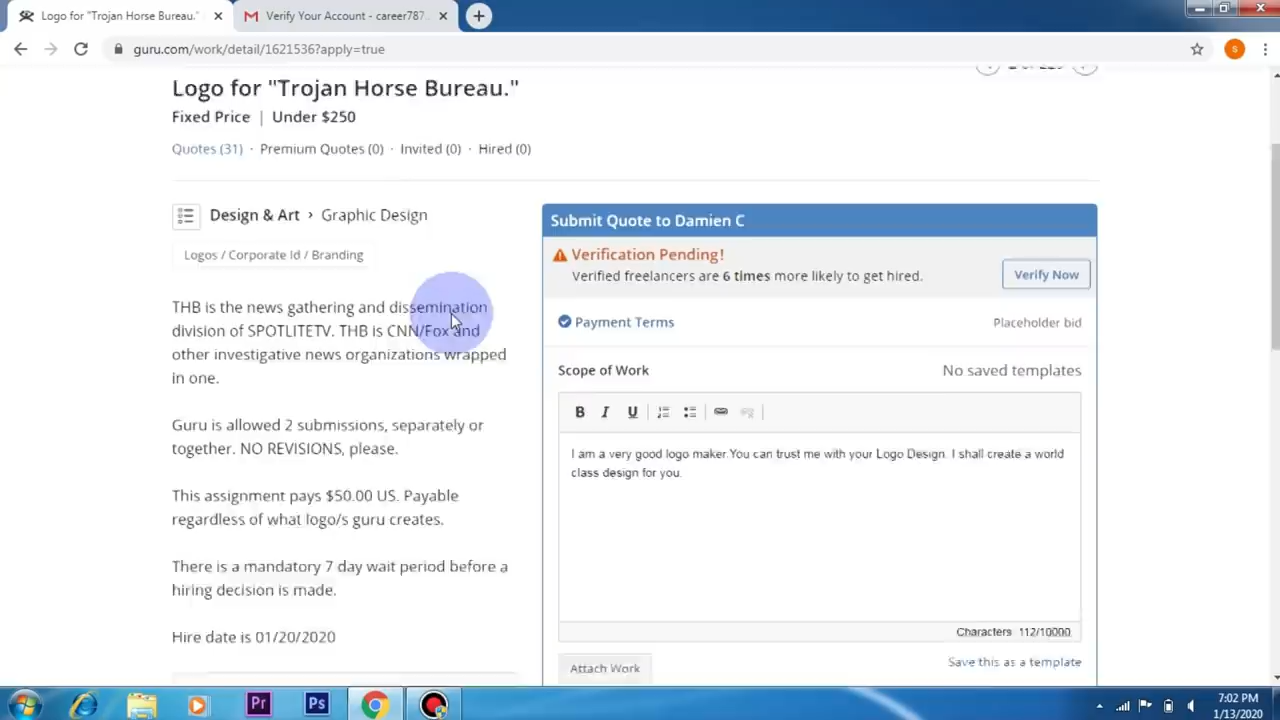 Logo for "Trojan Horse Bureau."
Verify Your Account - career787
guru.com/work/detail/1621536?apply=true
S
Logo for "Trojan Horse Bureau."
Fixed Price | Under $250
Quotes (31) · Premium Quotes (0) · Invited (0) · Hired (0)
Design & Art › Graphic Design
Logos / Corporate Id / Branding
THB is the news gathering and dissemination
division of SPOTLITETV. THB is CNN/Fox and
other investigative news organizations wrapped
in one.
Guru is allowed 2 submissions, separately or
together. NO REVISIONS, please.
This assignment pays $50.00 US. Payable
regardless of what logo/s guru creates.
There is a mandatory 7 day wait period before a
hiring decision is made.
Hire date is 01/20/2020
Submit Quote to Damien C
Verification Pending!
Verified freelancers are 6 times more likely to get hired.
Verify Now
Payment Terms
Placeholder bid
Scope of Work
No saved templates
B I U
I am a very good logo maker.You can trust me with your Logo Design. I shall create a world
class design for you.
Characters 112/10000
Save this as a template
Attach Work
Pr
Ps
7:02 PM
1/13/2020